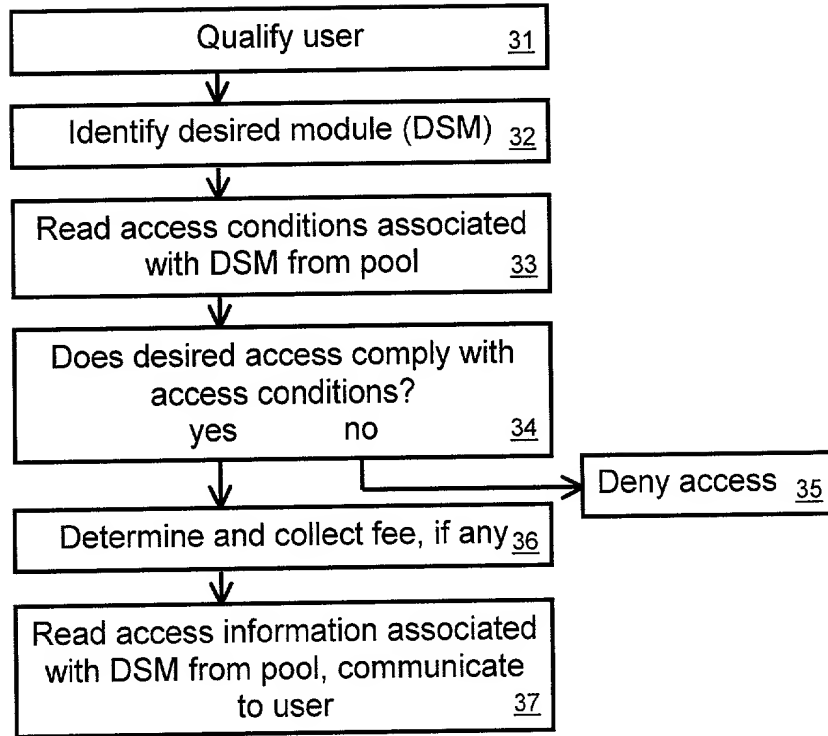 Qualify user 31
Identify desired module (DSM) 32
Read access conditions associated
with DSM from pool 33
Does desired access comply with
access conditions?
yes no 34
Deny access 35
Determine and collect fee, if any 36
Read access information associated
with DSM from pool, communicate
to user 37